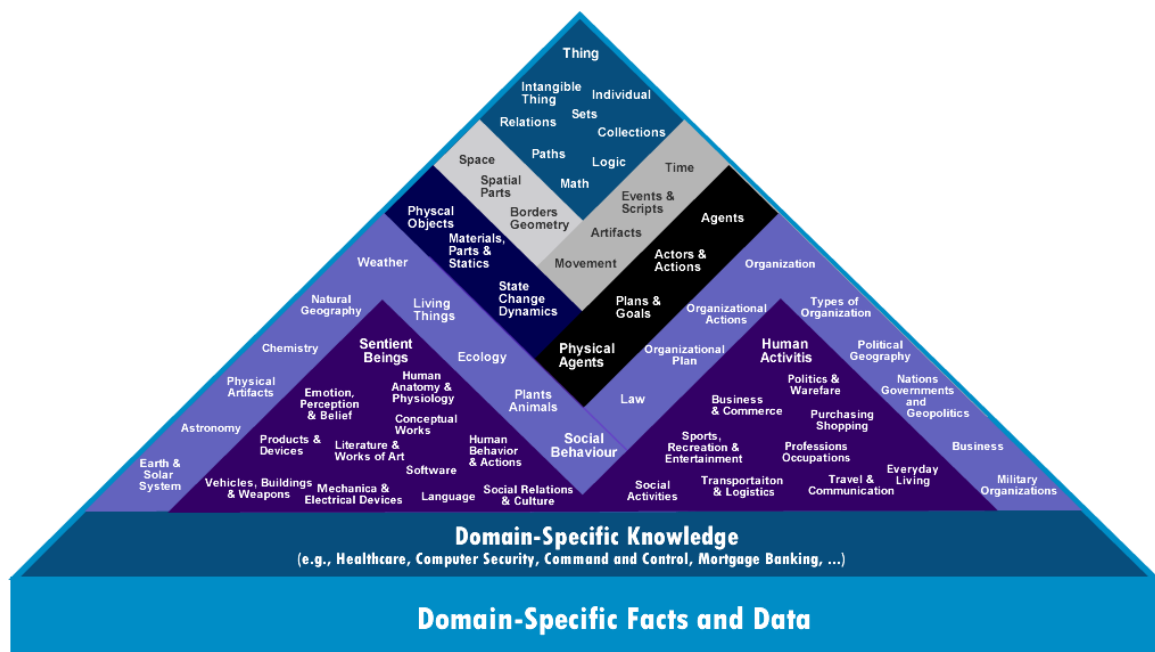 Thing
Intangible
Thing
Individual
Sets
Relations
Collections
Paths
Logic
Math
Space
Spatial
Parts
Borders
Geometry
Time
Events &
Scripts
Artifacts
Movement
Physcal
Objects
Materials,
Parts &
Statics
State
Change
Dynamics
Agents
Actors &
Actions
Plans &
Goals
Physical
Agents
Weather
Natural
Geography
Living
Things
Chemistry
Ecology
Physical
Artifacts
Plants
Animals
Astronomy
Social
Behaviour
Earth &
Solar
System
Organization
Organizational
Actions
Types of
Organization
Organizational
Plan
Political
Geography
Law
Nations
Governments
and
Geopolitics
Business
Military
Organizations
Sentient
Beings
Human
Anatomy &
Physiology
Emotion,
Perception
& Belief
Conceptual
Works
Products &
Devices
Literature &
Works of Art
Human
Behavior
& Actions
Software
Vehicles, Buildings
& Weapons
Mechanica &
Electrical Devices
Language
Social Relations
& Culture
Human
Activitis
Politics &
Warefare
Business
& Commerce
Purchasing
Shopping
Sports,
Recreation &
Entertainment
Professions
Occupations
Everyday
Living
Social
Activities
Transportaiton
& Logistics
Travel &
Communication
Domain-Specific Knowledge
(e.g., Healthcare, Computer Security, Command and Control, Mortgage Banking, ...)
Domain-Specific Facts and Data